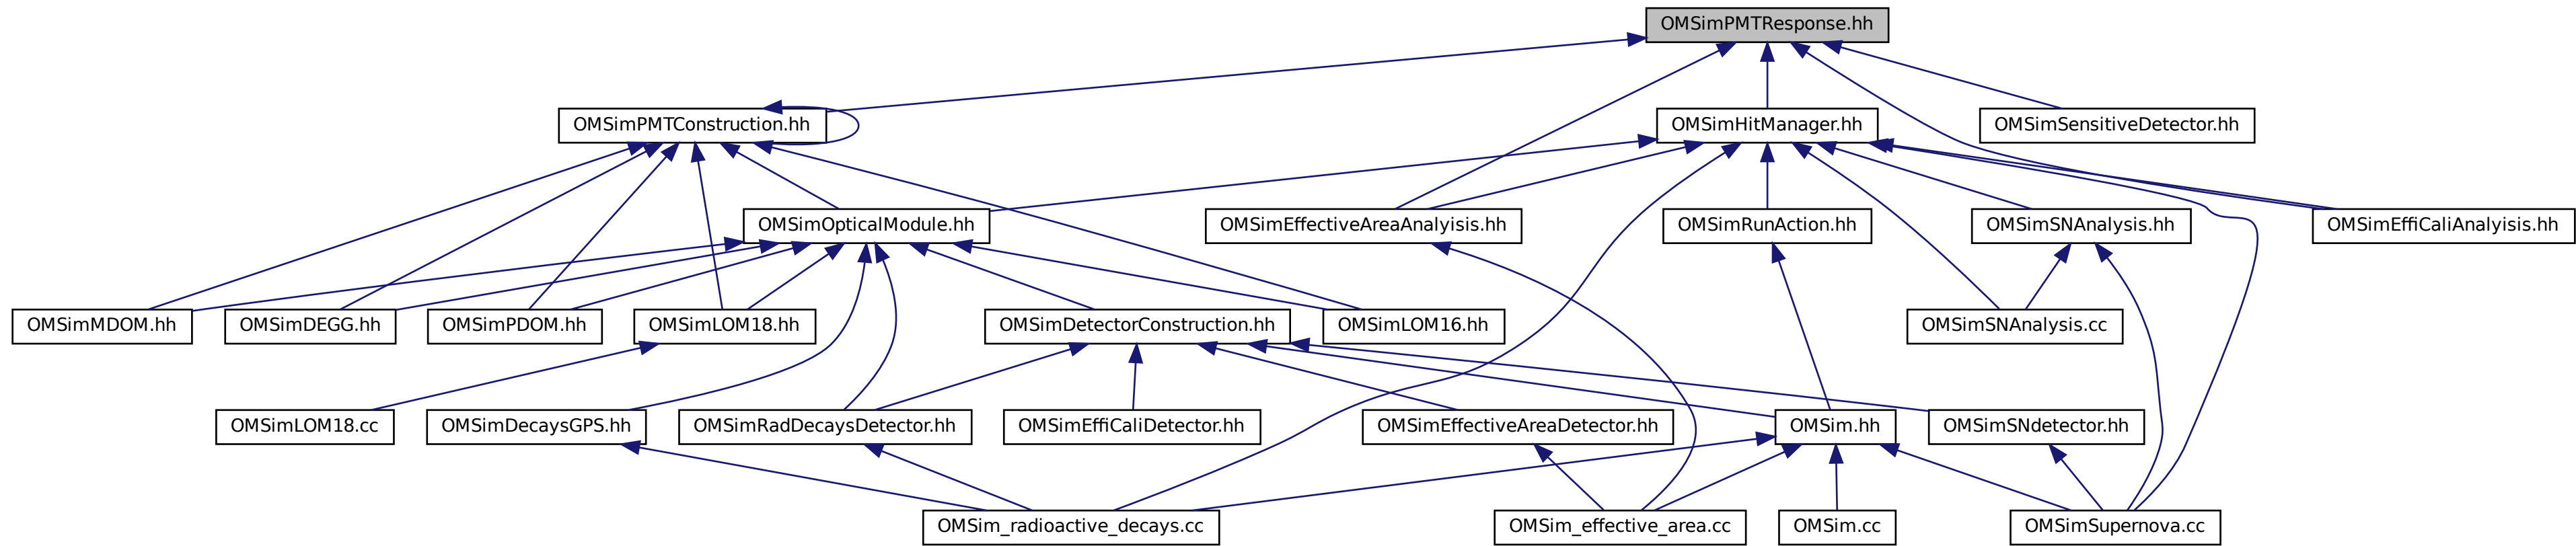 OMSimPMTResponse.hh
OMSimPMTConstruction.hh
OMSimHitManager.hh
OMSimSensitiveDetector.hh
OMSimOpticalModule.hh
OMSimEffectiveAreaAnalyisis.hh
OMSimRunAction.hh
OMSimSNAnalysis.hh
OMSimEffiCaliAnalyisis.hh
OMSimMDOM.hh
OMSimDEGG.hh
OMSimPDOM.hh
OMSimLOM18.hh
OMSimDetectorConstruction.hh
OMSimLOM16.hh
OMSimSNAnalysis.cc
OMSimLOM18.cc
OMSimDecaysGPS.hh
OMSimRadDecaysDetector.hh
OMSimEffiCaliDetector.hh
OMSimEffectiveAreaDetector.hh
OMSim.hh
OMSimSNdetector.hh
OMSim_radioactive_decays.cc
OMSim_effective_area.cc
OMSim.cc
OMSimSupernova.cc